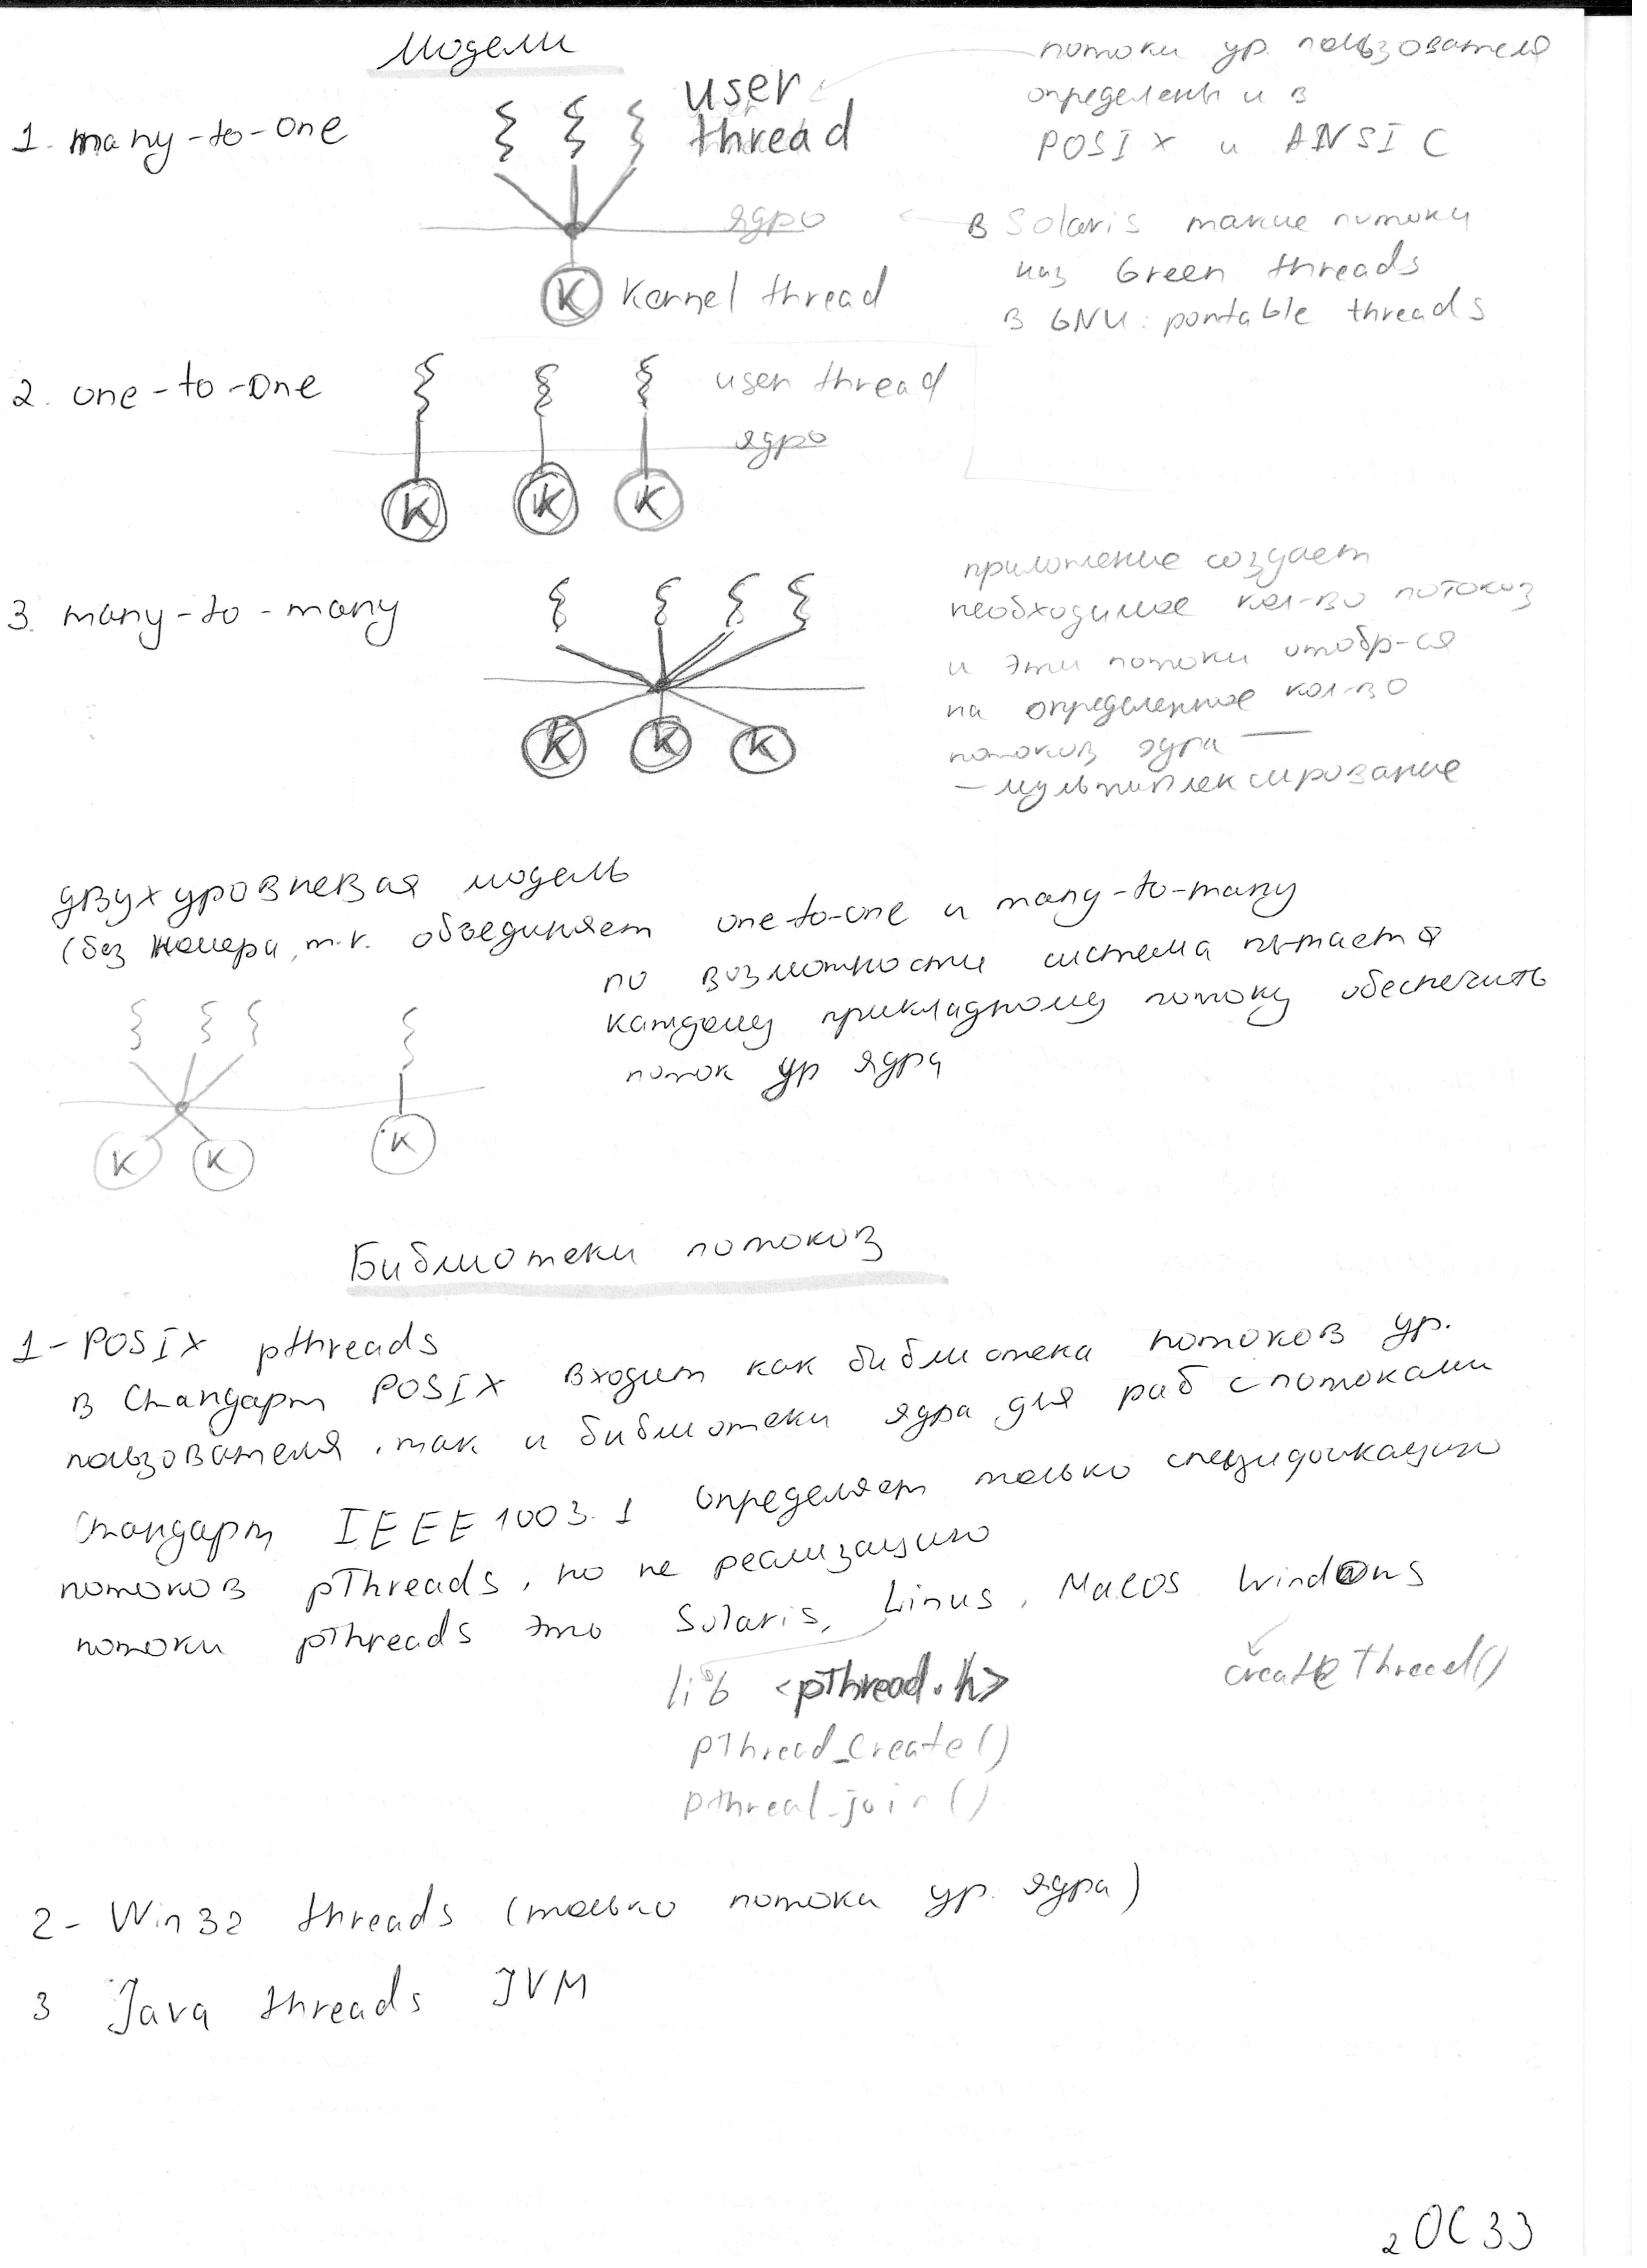 Модели
1. many-to-one
user
thread
потоки ур. пользователя
определены и в
POSIX и ANSI C
ядро
в Solaris такие потоки
наз Green threads
в GNU: portable threads
K Kernel thread
2. one-to-one
user thread
ядро
K K K
3. many-to-many
приложение создает
необходимое кол-во потоков
и эти потоки отобр-ся
на определенное кол-во
потоков ядра —
— мультиплексирование
K K K
двухуровневая модель
(без номера, т.к. объединяет one-to-one и many-to-many
по возможности система пытается
каждому прикладному потоку обеспечить
поток ур ядра
K K K
Библиотеки потоков
1- POSIX pthreads
в стандарт POSIX входит как библиотека потоков ур.
пользователя, так и библиотеки ядра для раб с потоками
Стандарт IEEE 1003.1 определяет только спецификацию
потоков pThreads, но не реализацию
потоки pThreads это Solaris, Linus, MacOS Windows
lib <pThread.h>
create Thread()
pThread_create()
pthread_join()
2- Win32 threads (только потоки ур. ядра)
3 Java threads JVM
2 OC 33